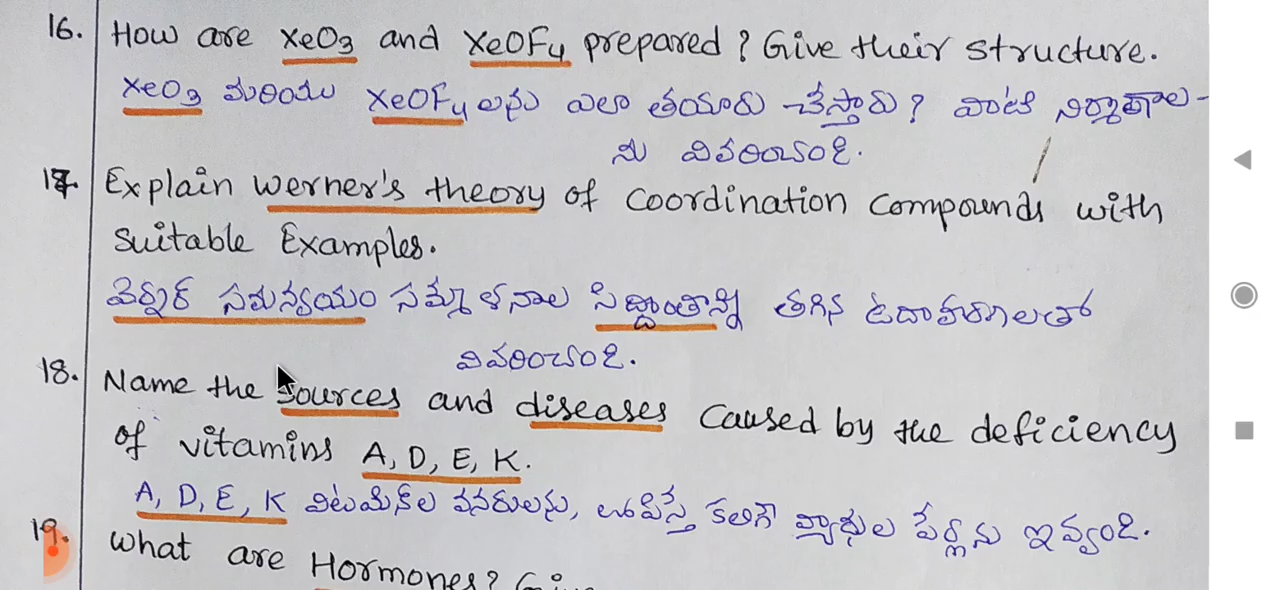 16. How are XeO3 and XeOF4 prepared? Give their structure.
XeO3 మరియు XeOF4 లను ఎలా తయారు చేస్తారు? వాటి నిర్మాణాల-
ను వివరించండి.
17. Explain werner's theory of coordination compounds with
suitable Examples.
వెర్నర్ సమన్వయం సమ్మేళనాల సిద్ధాంతాన్ని తగిన ఉదాహరణలతో
వివరించండి.
18. Name the sources and diseases caused by the deficiency
of vitamins A, D, E, K.
A, D, E, K విటమిన్‌ల వనరులను, లోపిస్తే కలిగే వ్యాధుల పేర్లను ఇవ్వండి.
19. What are Hormones? Give